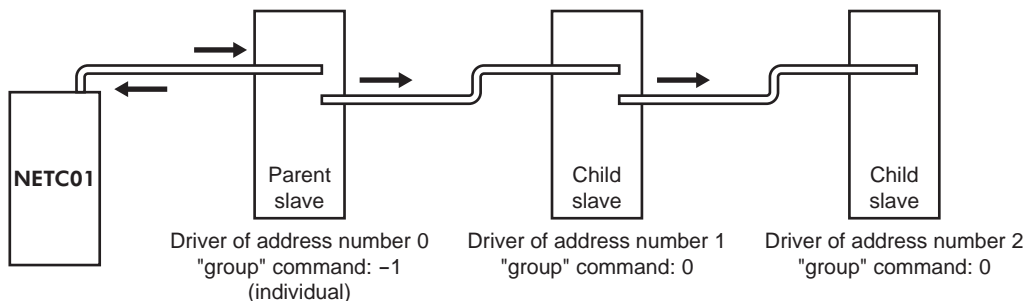 NETC01
Parent
slave
Child
slave
Child
slave
Driver of address number 0
"group" command: −1
(individual)
Driver of address number 1
"group" command: 0
Driver of address number 2
"group" command: 0